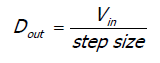 D_out = V_in / step size